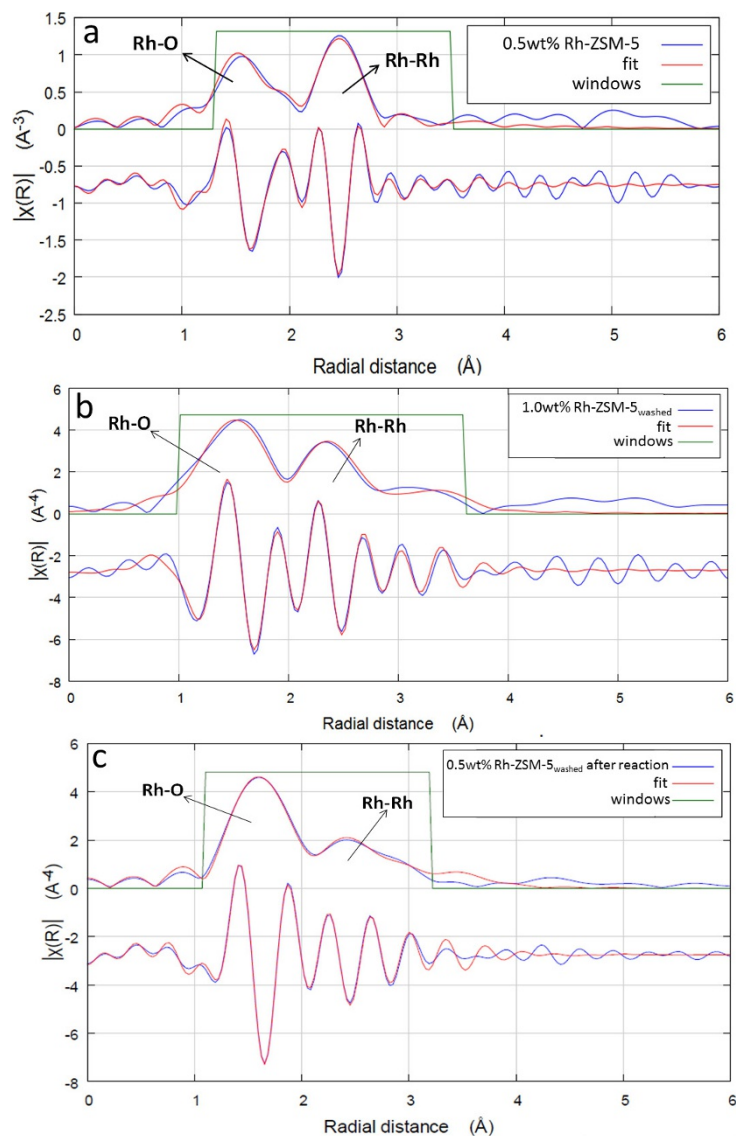 a
0.5wt% Rh-ZSM-5
fit
windows
Rh-O
Rh-Rh
|χ(R)| (A⁻³)
1.5
1
0.5
0
-0.5
-1
-1.5
-2
-2.5
0 1 2 3 4 5 6
Radial distance (Å)
b
1.0wt% Rh-ZSM-5washed
fit
windows
Rh-O
Rh-Rh
|χ(R)| (A⁻⁴)
6
4
2
0
-2
-4
-6
-8
0 1 2 3 4 5 6
Radial distance (Å)
c
0.5wt% Rh-ZSM-5washed after reaction
fit
windows
Rh-O
Rh-Rh
|χ(R)| (A⁻⁴)
6
4
2
0
-2
-4
-6
-8
0 1 2 3 4 5 6
Radial distance (Å)